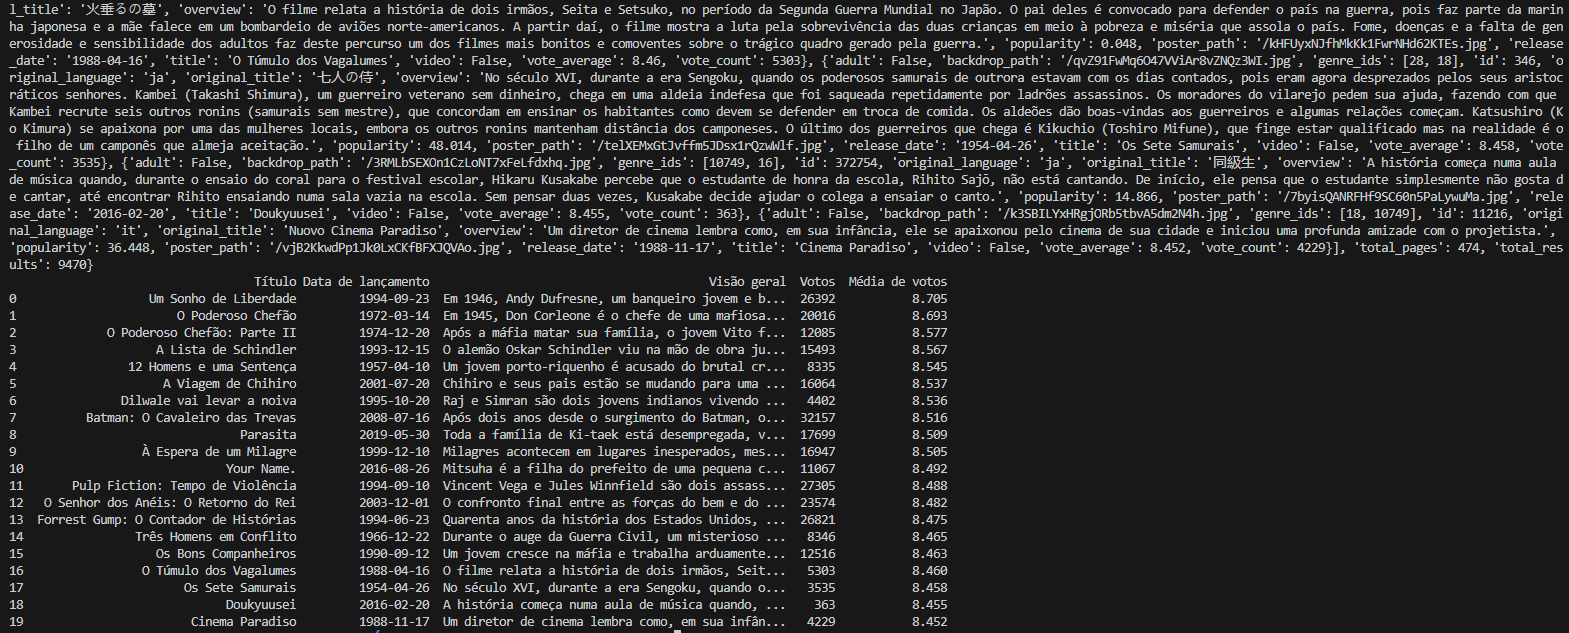 l_title': '火垂るの墓', 'overview': 'O filme relata a história de dois irmãos, Seita e Setsuko, no período da Segunda Guerra Mundial no Japão. O pai deles é convocado para defender o país na guerra, pois faz parte da marin
ha japonesa e a mãe falece em um bombardeio de aviões norte-americanos. A partir daí, o filme mostra a luta pela sobrevivência das duas crianças em meio à pobreza e miséria que assola o país. Fome, doenças e a falta de gen
erosidade e sensibilidade dos adultos faz deste percurso um dos filmes mais bonitos e comoventes sobre o trágico quadro gerado pela guerra.', 'popularity': 0.048, 'poster_path': '/kHFUyxNJfhMkKk1FwrNHd62KTEs.jpg', 'release
_date': '1988-04-16', 'title': 'O Túmulo dos Vagalumes', 'video': False, 'vote_average': 8.46, 'vote_count': 5303}, {'adult': False, 'backdrop_path': '/qvZ91FwMq6O47VViAr8vZNQz3WI.jpg', 'genre_ids': [28, 18], 'id': 346, 'o
riginal_language': 'ja', 'original_title': '七人の侍', 'overview': 'No século XVI, durante a era Sengoku, quando os poderosos samurais de outrora estavam com os dias contados, pois eram agora desprezados pelos seus aristoc
ráticos senhores. Kambei (Takashi Shimura), um guerreiro veterano sem dinheiro, chega em uma aldeia indefesa que foi saqueada repetidamente por ladrões assassinos. Os moradores do vilarejo pedem sua ajuda, fazendo com que
Kambei recrute seis outros ronins (samurais sem mestre), que concordam em ensinar os habitantes como devem se defender em troca de comida. Os aldeões dão boas-vindas aos guerreiros e algumas relações começam. Katsushiro (K
o Kimura) se apaixona por uma das mulheres locais, embora os outros ronins mantenham distância dos camponeses. O último dos guerreiros que chega é Kikuchio (Toshiro Mifune), que finge estar qualificado mas na realidade é o
filho de um camponês que almeja aceitação.', 'popularity': 48.014, 'poster_path': '/telXEMxGtJvffm5JDsx1rQzwWlf.jpg', 'release_date': '1954-04-26', 'title': 'Os Sete Samurais', 'video': False, 'vote_average': 8.458, 'vote
_count': 3535}, {'adult': False, 'backdrop_path': '/3RMLbSEXOn1CzLoNT7xFeLfdxhq.jpg', 'genre_ids': [10749, 16], 'id': 372754, 'original_language': 'ja', 'original_title': '同級生', 'overview': 'A história começa numa aula
de música quando, durante o ensaio do coral para o festival escolar, Hikaru Kusakabe percebe que o estudante de honra da escola, Rihito Sajō, não está cantando. De início, ele pensa que o estudante simplesmente não gosta d
e cantar, até encontrar Rihito ensaiando numa sala vazia na escola. Sem pensar duas vezes, Kusakabe decide ajudar o colega a ensaiar o canto.', 'popularity': 14.866, 'poster_path': '/7byisQANRFHf9SC60n5PaLywuMa.jpg', 'rele
ase_date': '2016-02-20', 'title': 'Doukyuusei', 'video': False, 'vote_average': 8.455, 'vote_count': 363}, {'adult': False, 'backdrop_path': '/k3SBILYxHRgjORb5tbvA5dm2N4h.jpg', 'genre_ids': [18, 10749], 'id': 11216, 'origi
nal_language': 'it', 'original_title': 'Nuovo Cinema Paradiso', 'overview': 'Um diretor de cinema lembra como, em sua infância, ele se apaixonou pelo cinema de sua cidade e iniciou uma profunda amizade com o projetista.',
'popularity': 36.448, 'poster_path': '/vjB2KkwdPp1Jk0LxCKfBFXJQVAo.jpg', 'release_date': '1988-11-17', 'title': 'Cinema Paradiso', 'video': False, 'vote_average': 8.452, 'vote_count': 4229}], 'total_pages': 474, 'total_res
ults': 9470}
Título Data de lançamento Visão geral Votos Média de votos
0 Um Sonho de Liberdade 1994-09-23 Em 1946, Andy Dufresne, um banqueiro jovem e b... 26392 8.705
1 O Poderoso Chefão 1972-03-14 Em 1945, Don Corleone é o chefe de uma mafiosa... 20016 8.693
2 O Poderoso Chefão: Parte II 1974-12-20 Após a máfia matar sua família, o jovem Vito f... 12085 8.577
3 A Lista de Schindler 1993-12-15 O alemão Oskar Schindler viu na mão de obra ju... 15493 8.567
4 12 Homens e uma Sentença 1957-04-10 Um jovem porto-riquenho é acusado do brutal cr... 8335 8.545
5 A Viagem de Chihiro 2001-07-20 Chihiro e seus pais estão se mudando para uma ... 16064 8.537
6 Dilwale vai levar a noiva 1995-10-20 Raj e Simran são dois jovens indianos vivendo ... 4402 8.536
7 Batman: O Cavaleiro das Trevas 2008-07-16 Após dois anos desde o surgimento do Batman, o... 32157 8.516
8 Parasita 2019-05-30 Toda a família de Ki-taek está desempregada, v... 17699 8.509
9 À Espera de um Milagre 1999-12-10 Milagres acontecem em lugares inesperados, mes... 16947 8.505
10 Your Name. 2016-08-26 Mitsuha é a filha do prefeito de uma pequena c... 11067 8.492
11 Pulp Fiction: Tempo de Violência 1994-09-10 Vincent Vega e Jules Winnfield são dois assass... 27305 8.488
12 O Senhor dos Anéis: O Retorno do Rei 2003-12-01 O confronto final entre as forças do bem e do ... 23574 8.482
13 Forrest Gump: O Contador de Histórias 1994-06-23 Quarenta anos da história dos Estados Unidos, ... 26821 8.475
14 Três Homens em Conflito 1966-12-22 Durante o auge da Guerra Civil, um misterioso ... 8346 8.465
15 Os Bons Companheiros 1990-09-12 Um jovem cresce na máfia e trabalha arduamente... 12516 8.463
16 O Túmulo dos Vagalumes 1988-04-16 O filme relata a história de dois irmãos, Seit... 5303 8.460
17 Os Sete Samurais 1954-04-26 No século XVI, durante a era Sengoku, quando o... 3535 8.458
18 Doukyuusei 2016-02-20 A história começa numa aula de música quando, ... 363 8.455
19 Cinema Paradiso 1988-11-17 Um diretor de cinema lembra como, em sua infân... 4229 8.452